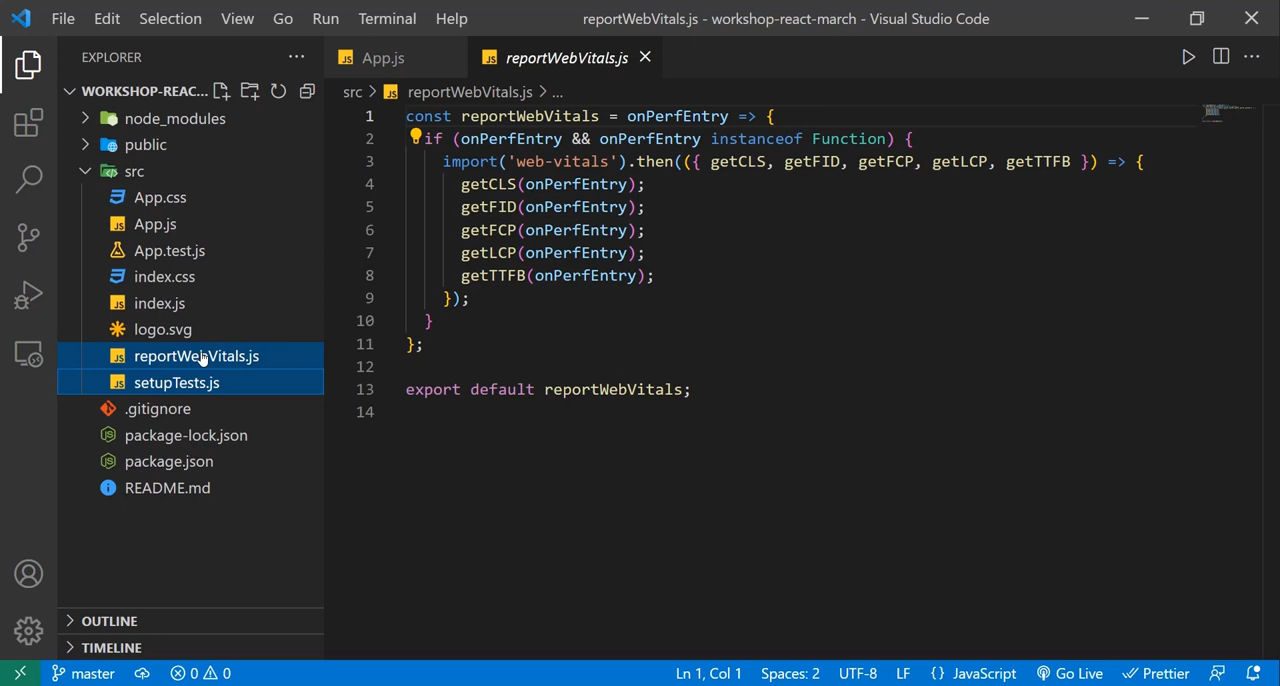 File Edit Selection View Go Run Terminal Help
reportWebVitals.js - workshop-react-march - Visual Studio Code
EXPLORER
WORKSHOP-REAC...
node_modules
public
src
App.css
App.js
App.test.js
index.css
index.js
logo.svg
reportWebVitals.js
setupTests.js
.gitignore
package-lock.json
package.json
README.md
OUTLINE
TIMELINE
App.js
reportWebVitals.js
src > reportWebVitals.js > ...
1 const reportWebVitals = onPerfEntry => {
2 if (onPerfEntry && onPerfEntry instanceof Function) {
3 import('web-vitals').then(({ getCLS, getFID, getFCP, getLCP, getTTFB }) => {
4 getCLS(onPerfEntry);
5 getFID(onPerfEntry);
6 getFCP(onPerfEntry);
7 getLCP(onPerfEntry);
8 getTTFB(onPerfEntry);
9 });
10 }
11 };
12
13 export default reportWebVitals;
14
master 0 0 Ln 1, Col 1 Spaces: 2 UTF-8 LF {} JavaScript Go Live Prettier